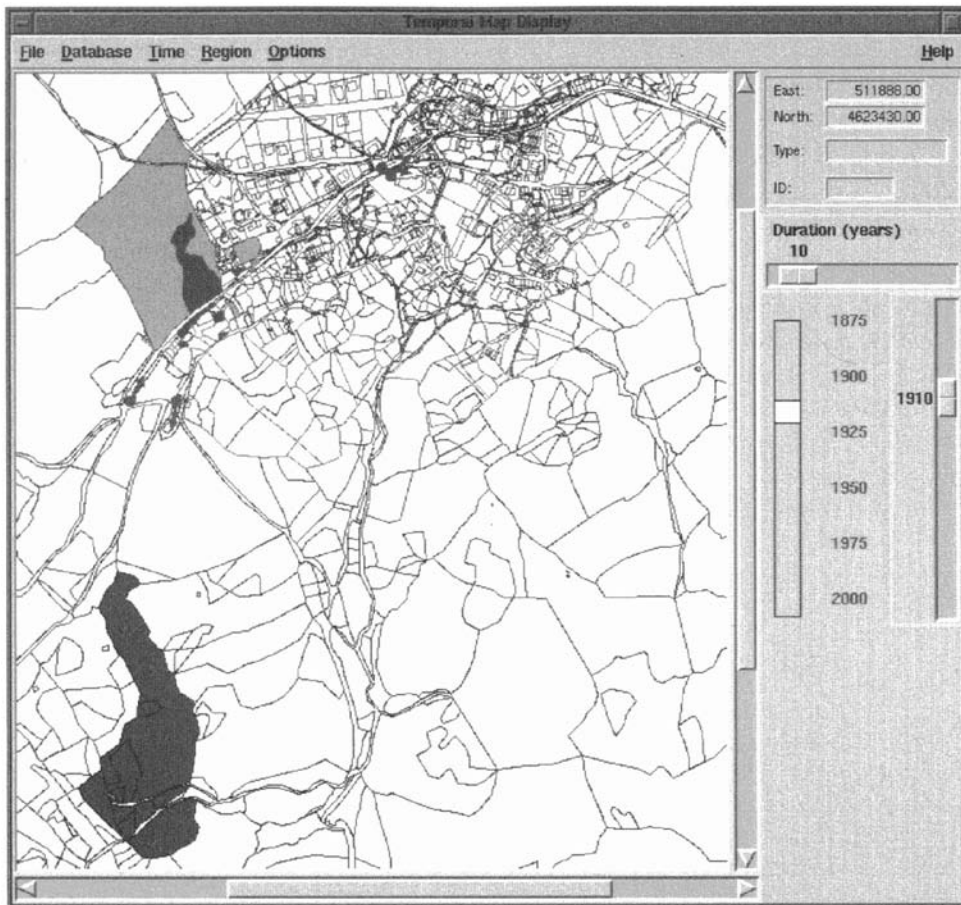 Temporal Map Display
File Database Time Region Options Help
East: 511888.00
North: 4623430.00
Type:
ID:
Duration (years)
10
1875
1900
1910
1925
1950
1975
2000